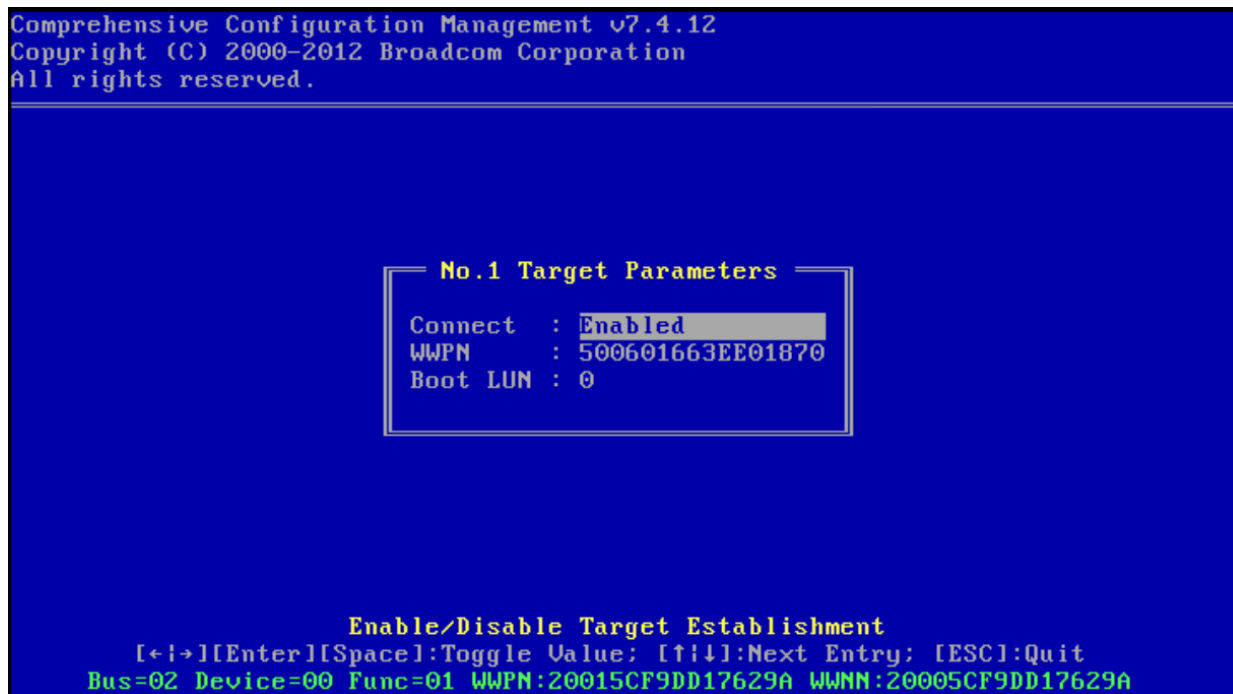 Comprehensive Configuration Management v7.4.12
Copyright (C) 2000-2012 Broadcom Corporation
All rights reserved.
No.1 Target Parameters
Connect : Enabled
WWPN : 500601663EE01870
Boot LUN : 0
Enable/Disable Target Establishment
[←|→][Enter][Space]:Toggle Value; [↑|↓]:Next Entry; [ESC]:Quit
Bus=02 Device=00 Func=01 WWPN:20015CF9DD17629A WWNN:20005CF9DD17629A